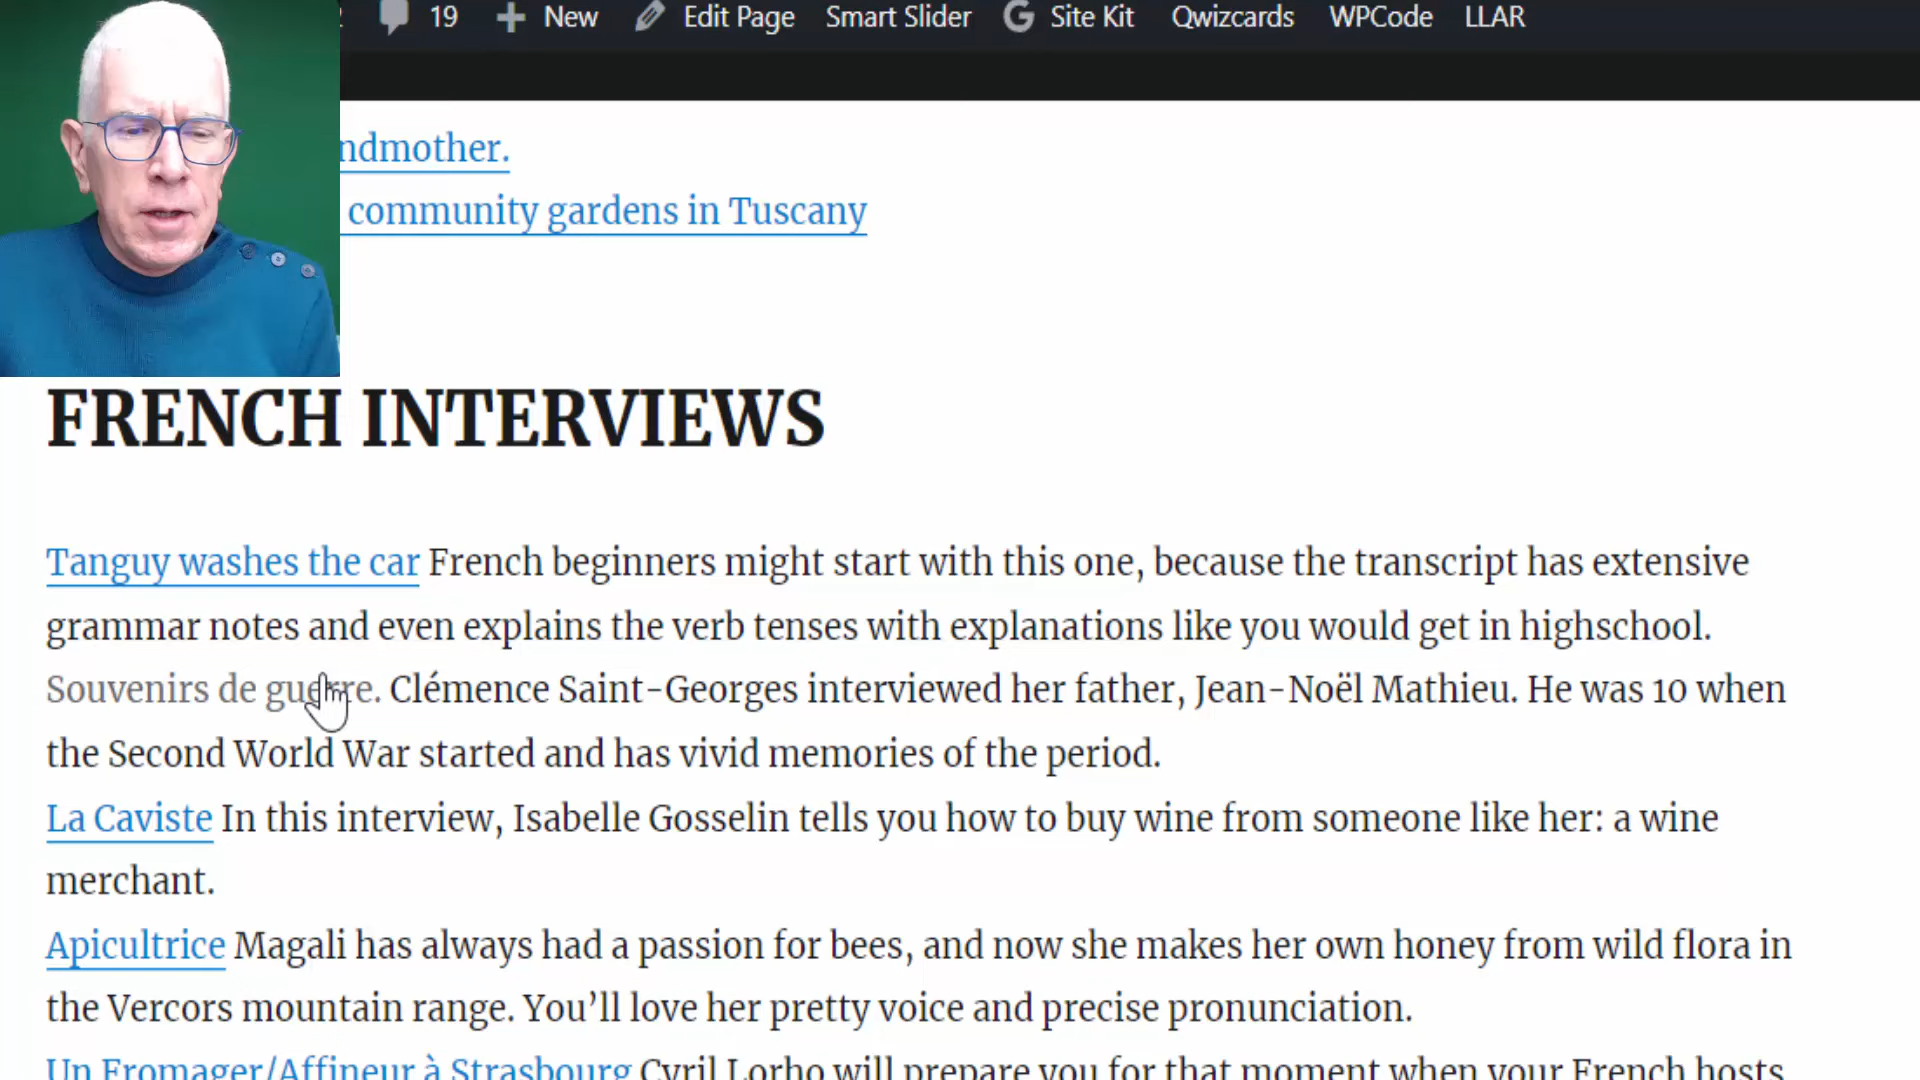 19 New Edit Page Smart Slider Site Kit Qwizcards WPCode LLAR
ndmother.
community gardens in Tuscany
FRENCH INTERVIEWS
Tanguy washes the car French beginners might start with this one, because the transcript has extensive
grammar notes and even explains the verb tenses with explanations like you would get in highschool.
Souvenirs de guerre. Clémence Saint-Georges interviewed her father, Jean-Noël Mathieu. He was 10 when
the Second World War started and has vivid memories of the period.
La Caviste In this interview, Isabelle Gosselin tells you how to buy wine from someone like her: a wine
merchant.
Apicultrice Magali has always had a passion for bees, and now she makes her own honey from wild flora in
the Vercors mountain range. You’ll love her pretty voice and precise pronunciation.
Un Fromager/Affineur à Strasbourg Cyril Lorho will prepare you for that moment when your French hosts